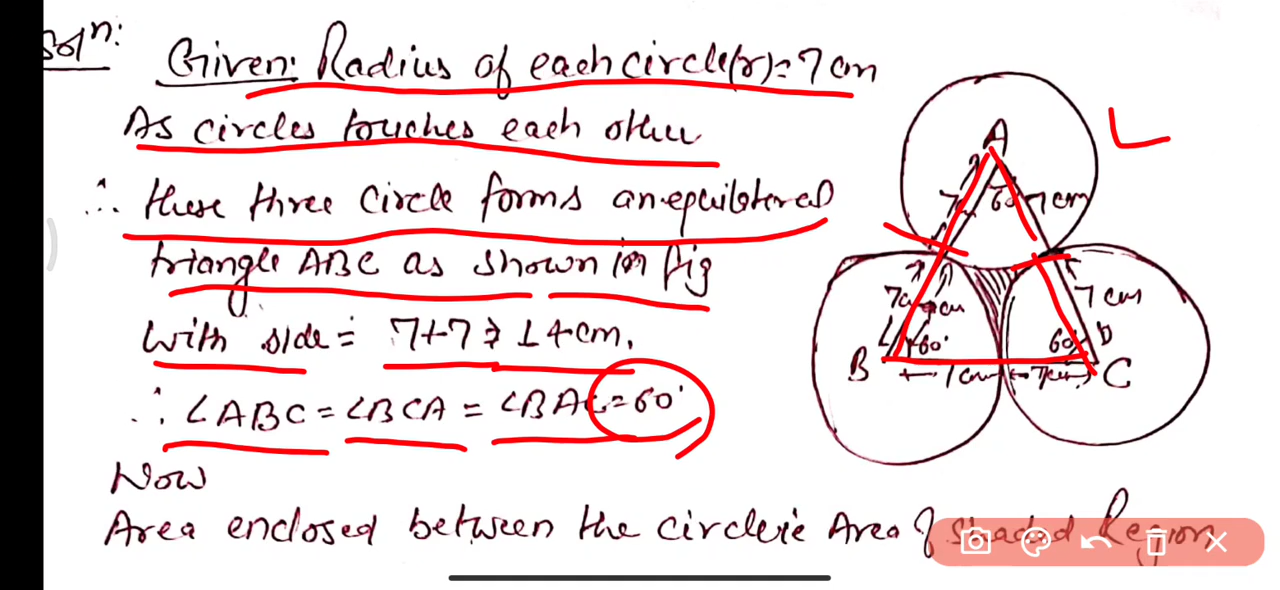 Solⁿ:
Given: Radius of each circle(r)=7cm
As circles touches each other
∴ these three circle forms an equilateral
triangle ABC as shown in fig
with side = 7+7 ⇒ 14cm.
∴ ∠ABC = ∠BCA = ∠BAC = 60°
Now
Area enclosed between the circle ie Area of shaded Region
A
60
7cm
7cm
7cm
60°
60°
B
7cm
7cm
C